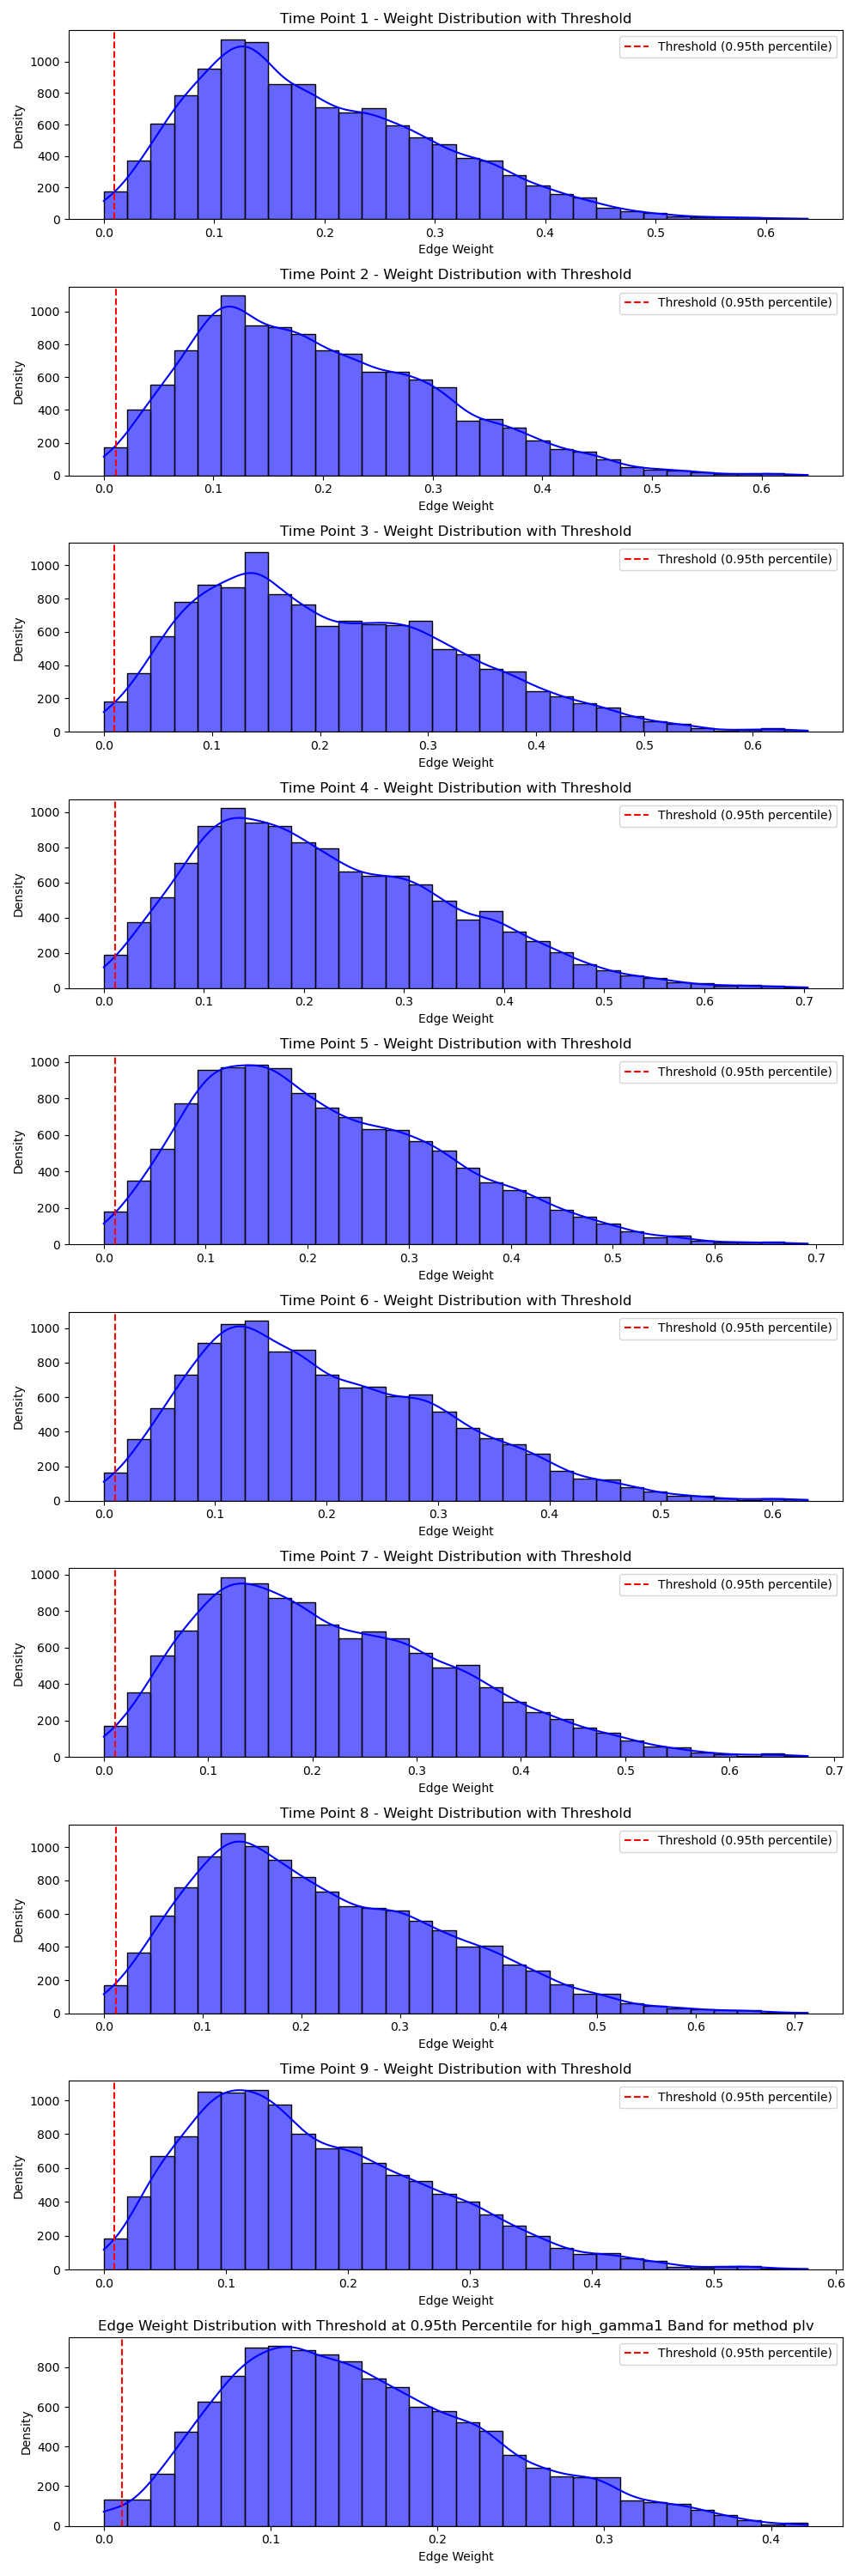 Time Point 1 - Weight Distribution with Threshold
Threshold (0.95th percentile)
Density
1000
800
600
400
200
0
0.0 0.1 0.2 0.3 0.4 0.5 0.6
Edge Weight
Time Point 2 - Weight Distribution with Threshold
Threshold (0.95th percentile)
Density
1000
800
600
400
200
0
0.0 0.1 0.2 0.3 0.4 0.5 0.6
Edge Weight
Time Point 3 - Weight Distribution with Threshold
Threshold (0.95th percentile)
Density
1000
800
600
400
200
0
0.0 0.1 0.2 0.3 0.4 0.5 0.6
Edge Weight
Time Point 4 - Weight Distribution with Threshold
Threshold (0.95th percentile)
Density
1000
800
600
400
200
0
0.0 0.1 0.2 0.3 0.4 0.5 0.6 0.7
Edge Weight
Time Point 5 - Weight Distribution with Threshold
Threshold (0.95th percentile)
Density
1000
800
600
400
200
0
0.0 0.1 0.2 0.3 0.4 0.5 0.6 0.7
Edge Weight
Time Point 6 - Weight Distribution with Threshold
Threshold (0.95th percentile)
Density
1000
800
600
400
200
0
0.0 0.1 0.2 0.3 0.4 0.5 0.6
Edge Weight
Time Point 7 - Weight Distribution with Threshold
Threshold (0.95th percentile)
Density
1000
800
600
400
200
0
0.0 0.1 0.2 0.3 0.4 0.5 0.6 0.7
Edge Weight
Time Point 8 - Weight Distribution with Threshold
Threshold (0.95th percentile)
Density
1000
800
600
400
200
0
0.0 0.1 0.2 0.3 0.4 0.5 0.6 0.7
Edge Weight
Time Point 9 - Weight Distribution with Threshold
Threshold (0.95th percentile)
Density
1000
800
600
400
200
0
0.0 0.1 0.2 0.3 0.4 0.5 0.6
Edge Weight
Edge Weight Distribution with Threshold at 0.95th Percentile for high_gamma1 Band for method plv
Threshold (0.95th percentile)
Density
800
600
400
200
0
0.0 0.1 0.2 0.3 0.4
Edge Weight